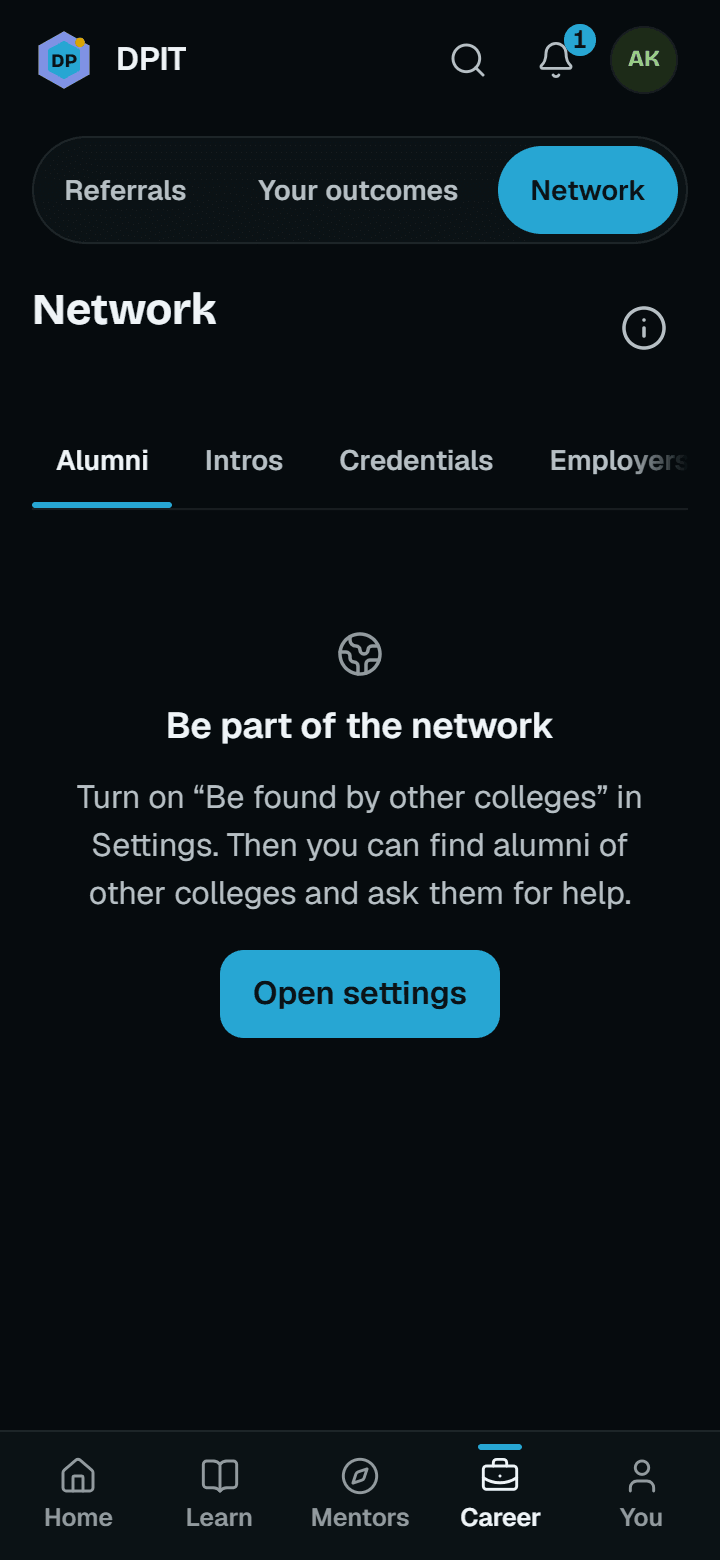 DP
DPIT
1
AK
Referrals
Your outcomes
Network
Network
Alumni
Intros
Credentials
Employers
Be part of the network
Turn on “Be found by other colleges” in
Settings. Then you can find alumni of
other colleges and ask them for help.
Open settings
Home
Learn
Mentors
Career
You